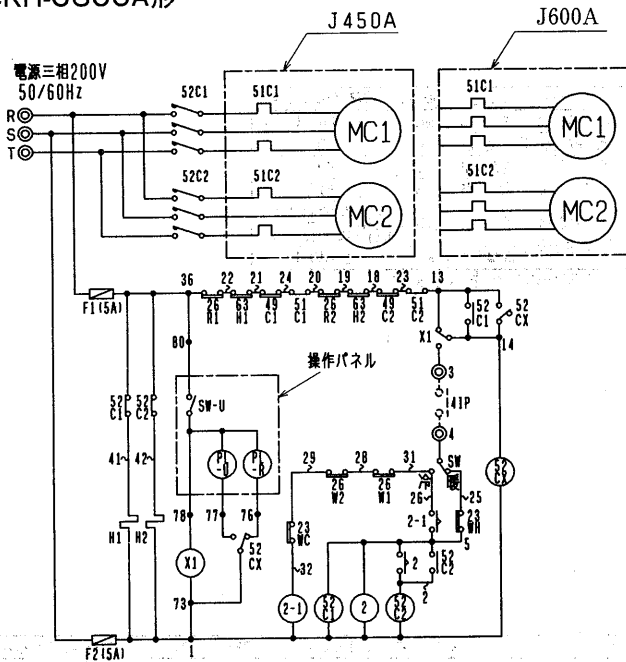 J450A
J600A
電源三相200V
50/60Hz
R
S
T
52C1
51C1
MC1
51C1
MC1
52C2
51C2
MC2
51C2
MC2
36
22
21
24
20
19
18
23
13
F1(5A)
26 R1
63 H1
49 C1
51 C1
26 R2
63 H2
49 C2
51 C2
52 C1
52 CX
X1
14
80
操作パネル
3
41P
4
SW-U
52 C1
52 C2
41
42
29
28
31
SW
暖
26 W2
26 W1
26
25
52 CX
78
77
76
23 WC
2-1
23 WH
5
H1
H2
X1
52 CX
32
2
52 C2
2
73
2-1
52 C1
2
52 C2
F2(5A)
1